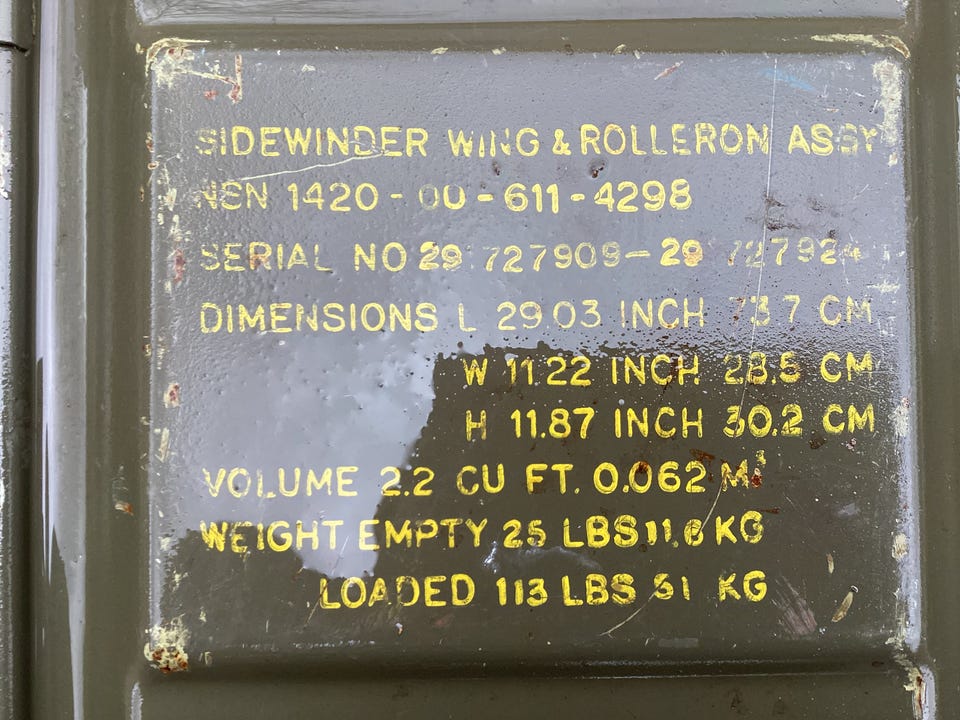 SIDEWINDER WING & ROLLERON ASSY
NSN 1420-00-611-4298
SERIAL NO 29 727909-29 727924
DIMENSIONS L 29.03 INCH 73.7 CM
W 11.22 INCH 28.5 CM
H 11.87 INCH 30.2 CM
VOLUME 2.2 CU FT. 0.062 M³
WEIGHT EMPTY 25 LBS 11.6 KG
LOADED 113 LBS 51 KG